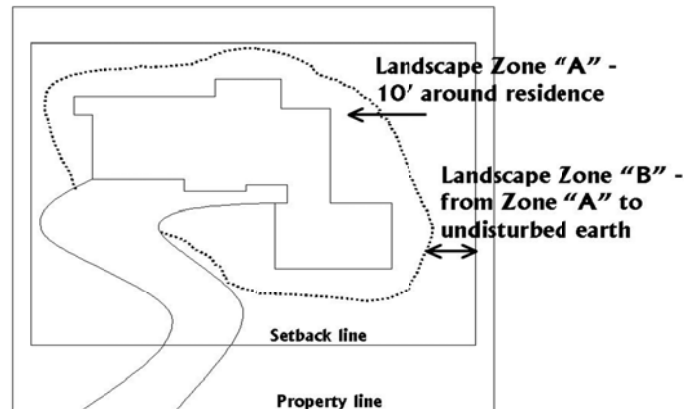 Landscape Zone “A” -
10’ around residence
Landscape Zone “B” -
from Zone “A” to
undisturbed earth
Setback line
Property line